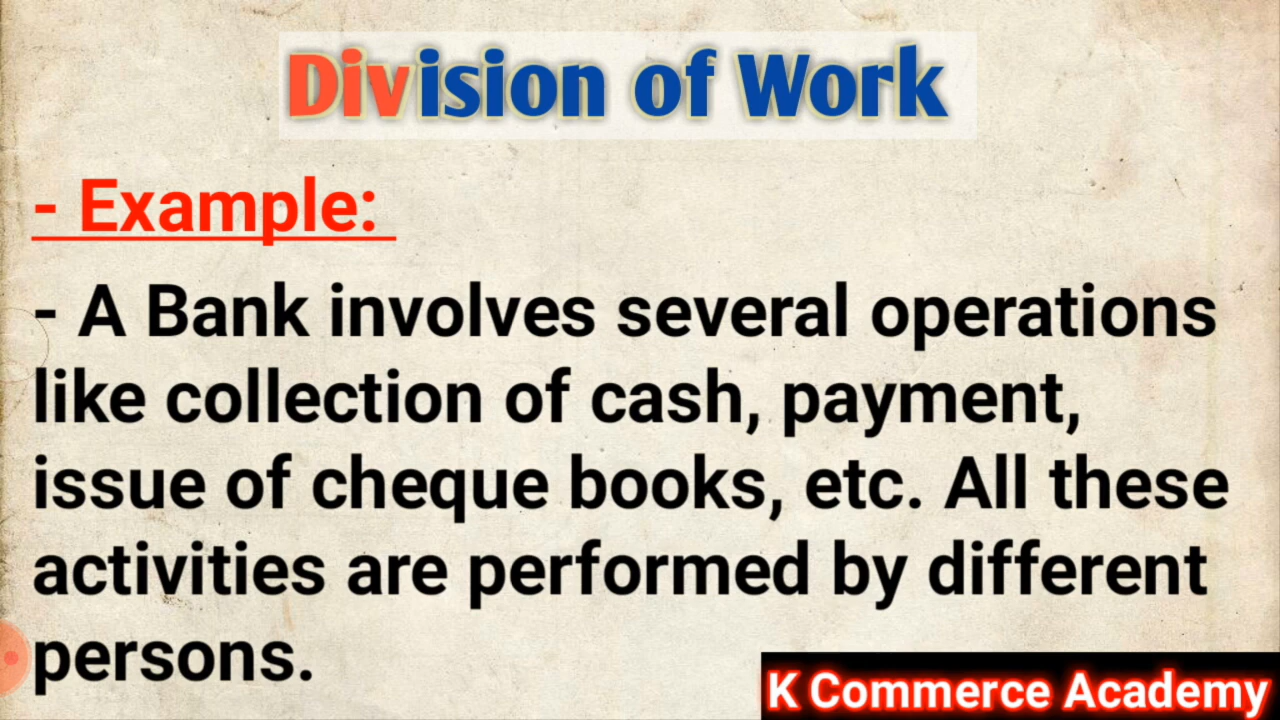 Division of Work
- Example:
- A Bank involves several operations
like collection of cash, payment,
issue of cheque books, etc. All these
activities are performed by different
persons.
K Commerce Academy